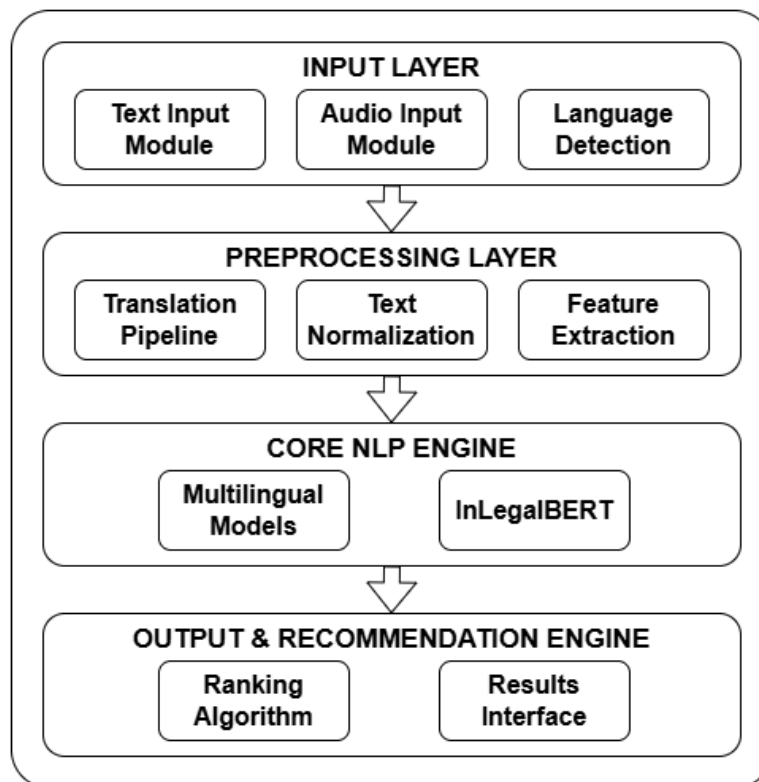 INPUT LAYER
Text Input
Module
Audio Input
Module
Language
Detection
PREPROCESSING LAYER
Translation
Pipeline
Text
Normalization
Feature
Extraction
CORE NLP ENGINE
Multilingual
Models
InLegalBERT
OUTPUT & RECOMMENDATION ENGINE
Ranking
Algorithm
Results
Interface